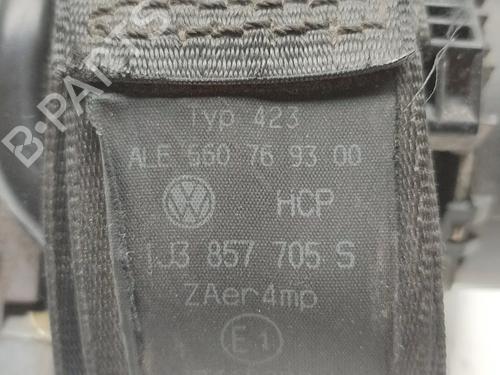 B-PARTS
Typ 423
ALE 560 76 93 00
HCP
1J3 857 705 S
ZAer4mp
E1